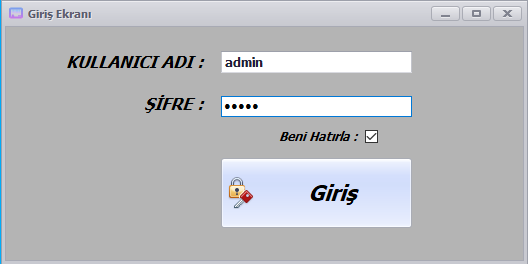 Giriş Ekranı
KULLANICI ADI : admin
ŞİFRE : •••••
Beni Hatırla :
Giriş